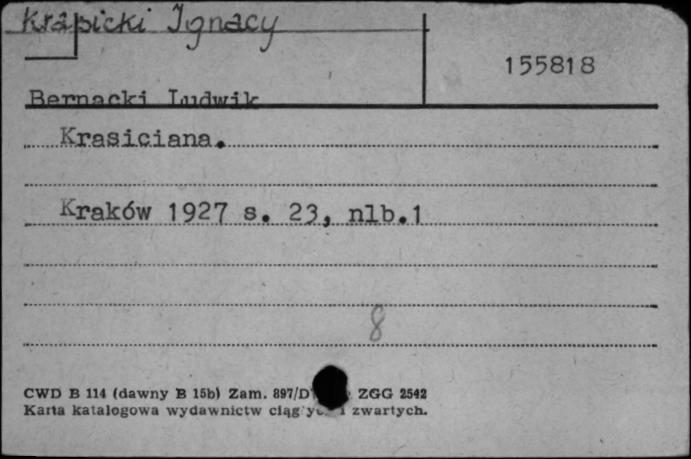 Krasicki Ignacy
155818
Bernacki Ludwik
Krasiciana.
Kraków 1927 s. 23, nlb.1
8
CWD B 114 (dawny B 15b) Zam. 897/D ZGG 2542
Karta katalogowa wydawnictw i zwartych.